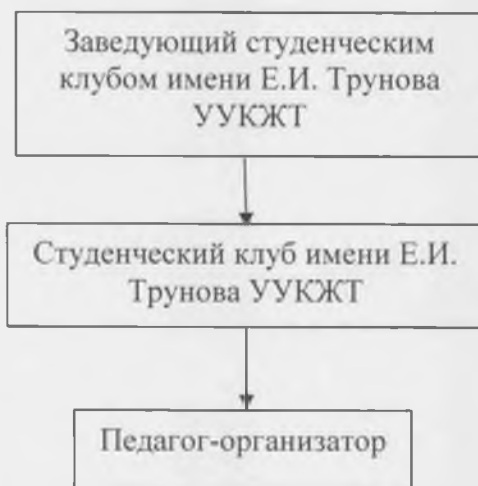 Заведующий студенческим
клубом имени Е.И. Трунова
УУКЖТ
Студенческий клуб имени Е.И.
Трунова УУКЖТ
Педагог-организатор